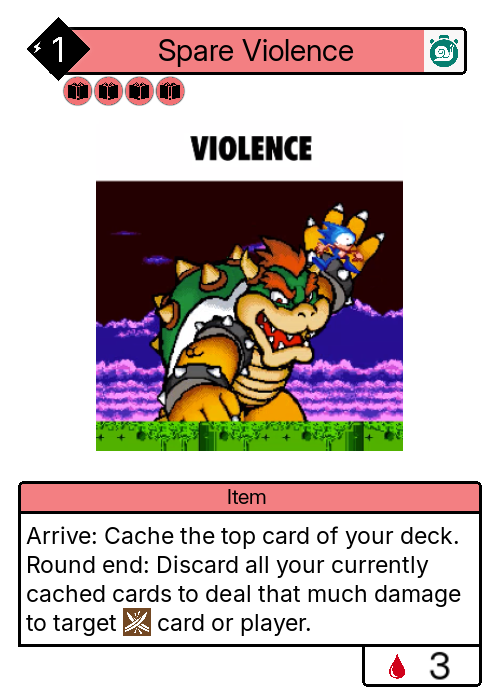 1
Spare Violence
VIOLENCE
Item
Arrive: Cache the top card of your deck.
Round end: Discard all your currently
cached cards to deal that much damage
to target card or player.
3